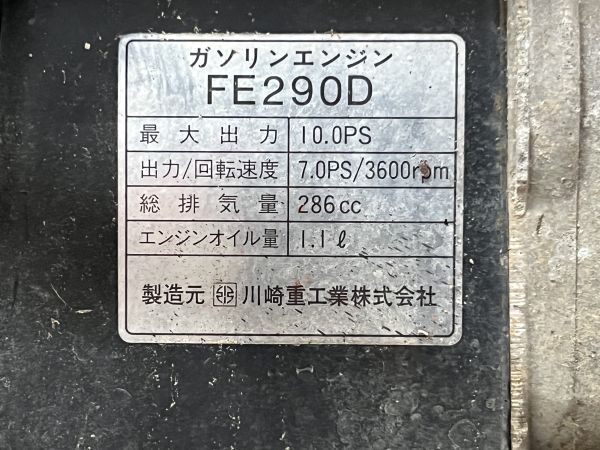 ガソリンエンジン
FE290D
最大出力 10.0PS
出力/回転速度 7.0PS/3600rpm
総排気量 286cc
エンジンオイル量 1.1ℓ
製造元 川崎重工業株式会社